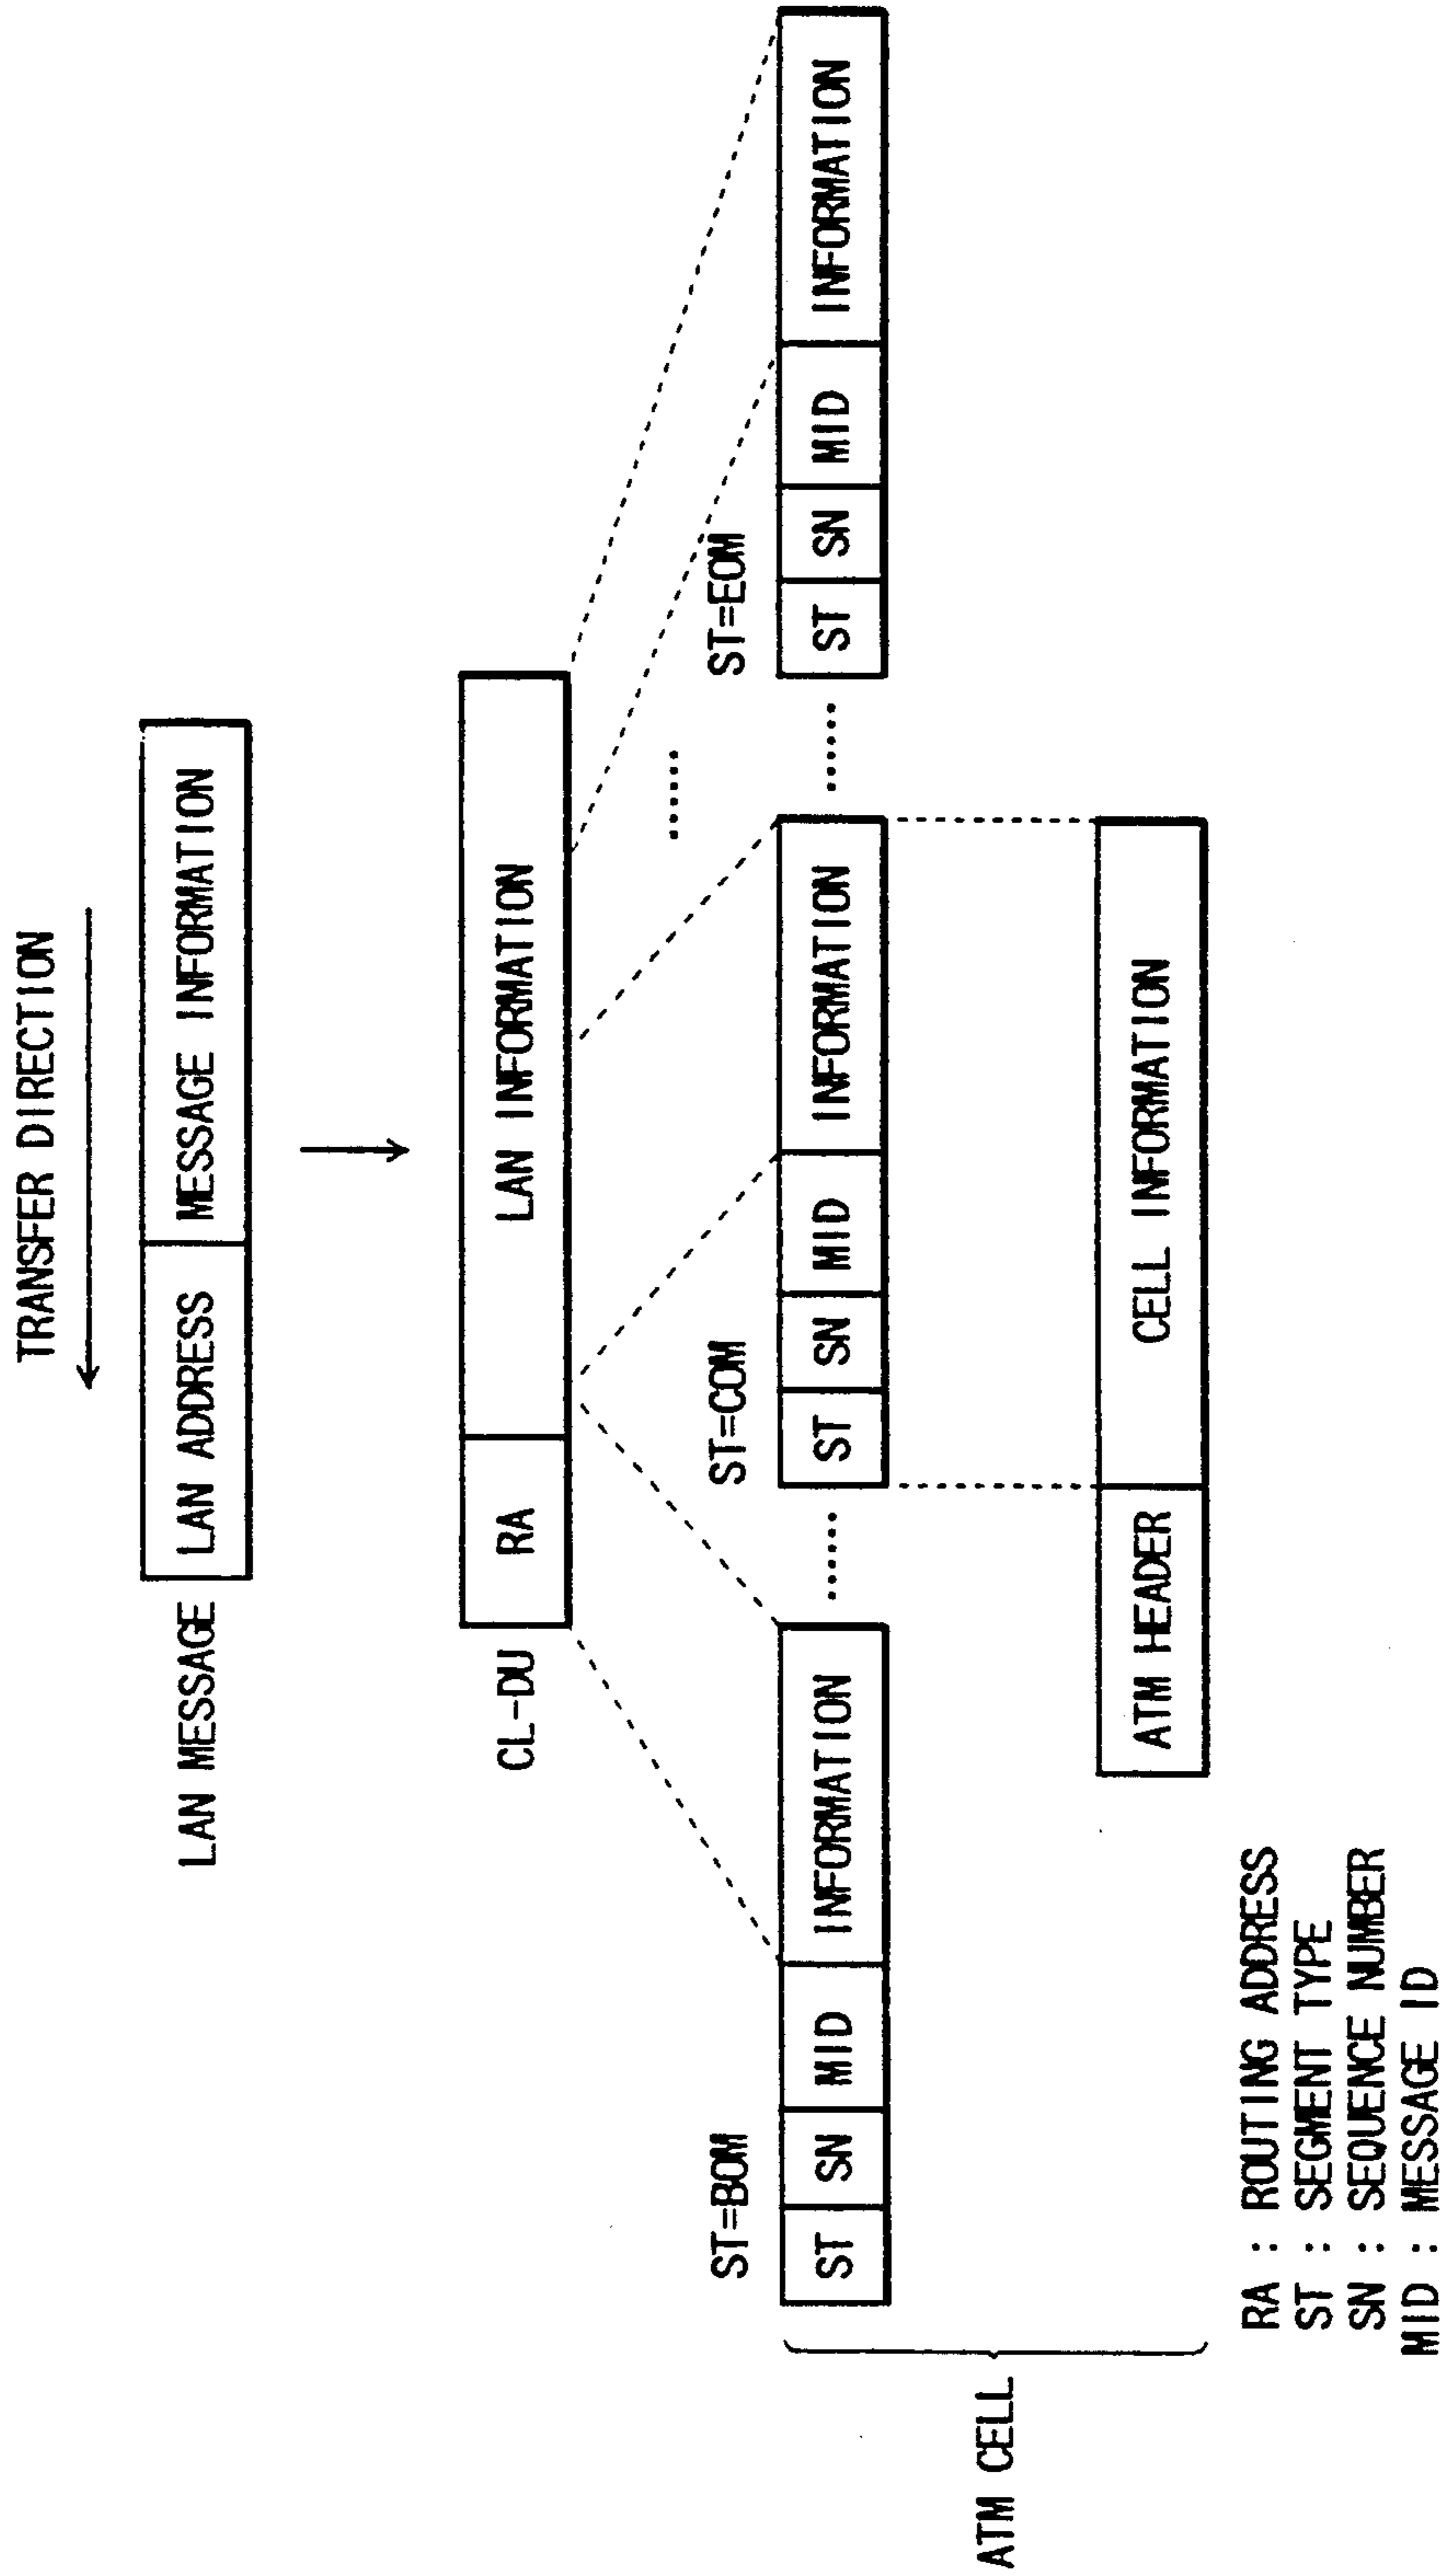 TRANSFER DIRECTION
LAN MESSAGE LAN ADDRESS MESSAGE INFORMATION
CL-DU RA LAN INFORMATION
ST=BOM ST=COM ST=EOM
ST SN MID INFORMATION ...... ST SN MID INFORMATION ...... ST SN MID INFORMATION
ATM CELL
ATM HEADER CELL INFORMATION
RA : ROUTING ADDRESS
ST : SEGMENT TYPE
SN : SEQUENCE NUMBER
MID : MESSAGE ID